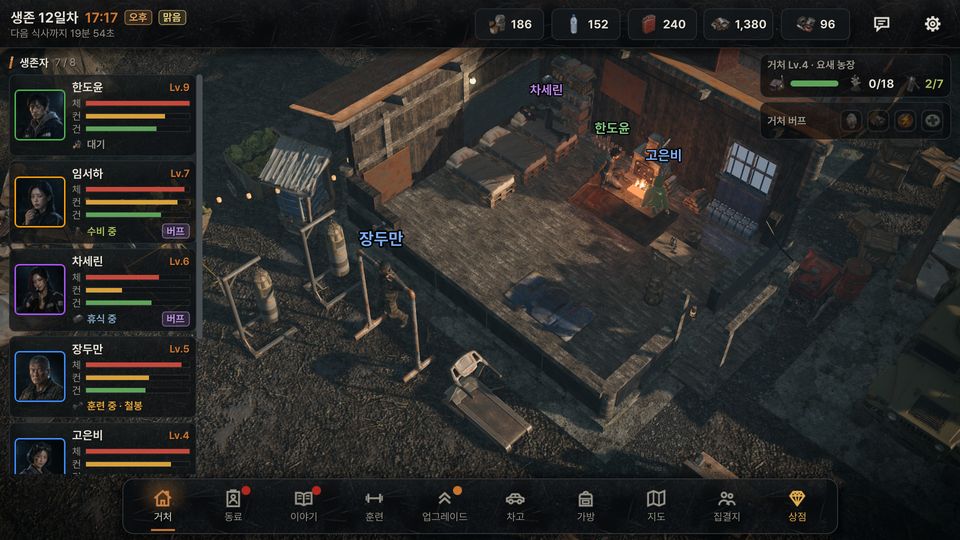 생존 12일차 17:17 오후 맑음
다음 식사까지 19분 54초
186 152 240 1,380 96
생존자 7 / 8
한도윤 Lv.9
체
컨
건
대기
임서하 Lv.7
체
컨
건
수비 중 버프
차세린 Lv.6
체
컨
건
휴식 중 버프
장두만 Lv.5
체
컨
건
훈련 중 · 철봉
고은비 Lv.4
체
컨
차세린
한도윤
고은비
장두만
거처 Lv.4 · 요새 농장
0/18 2/7
거처 버프
거처 동료 이야기 훈련 업그레이드 차고 가방 지도 집결지 상점